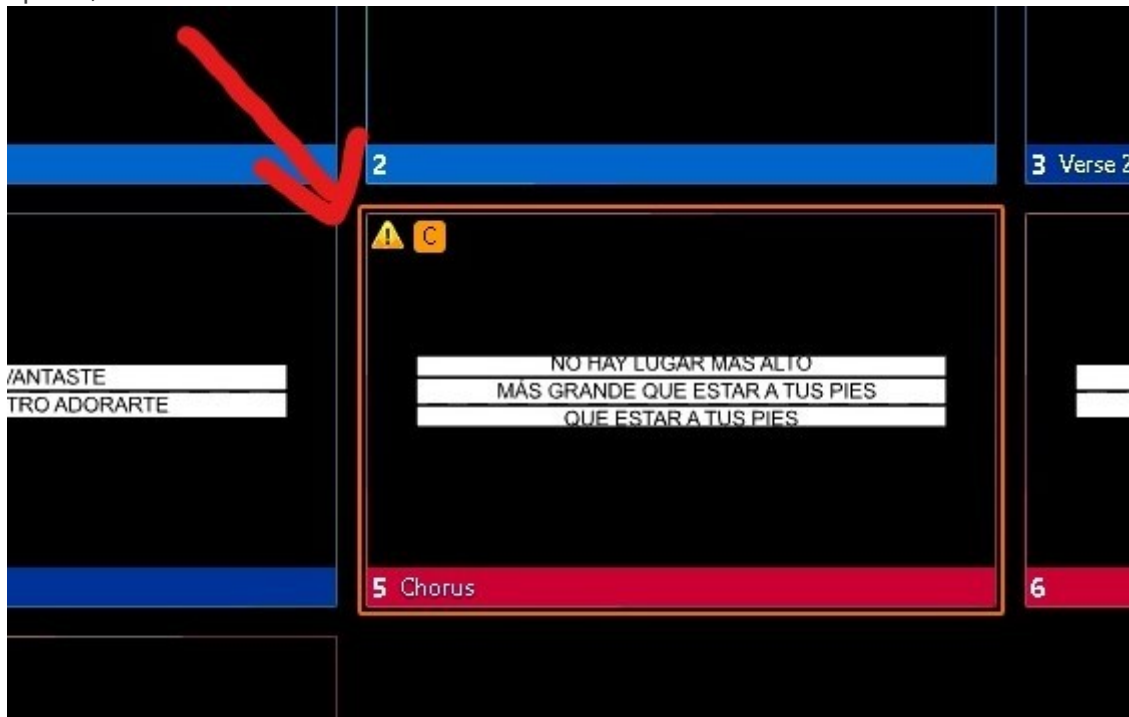 2
3 Verse 2
C
VANTASTE
TRO ADORARTE
NO HAY LUGAR MAS ALTO
MÁS GRANDE QUE ESTAR A TUS PIES
QUE ESTAR A TUS PIES
5 Chorus
6